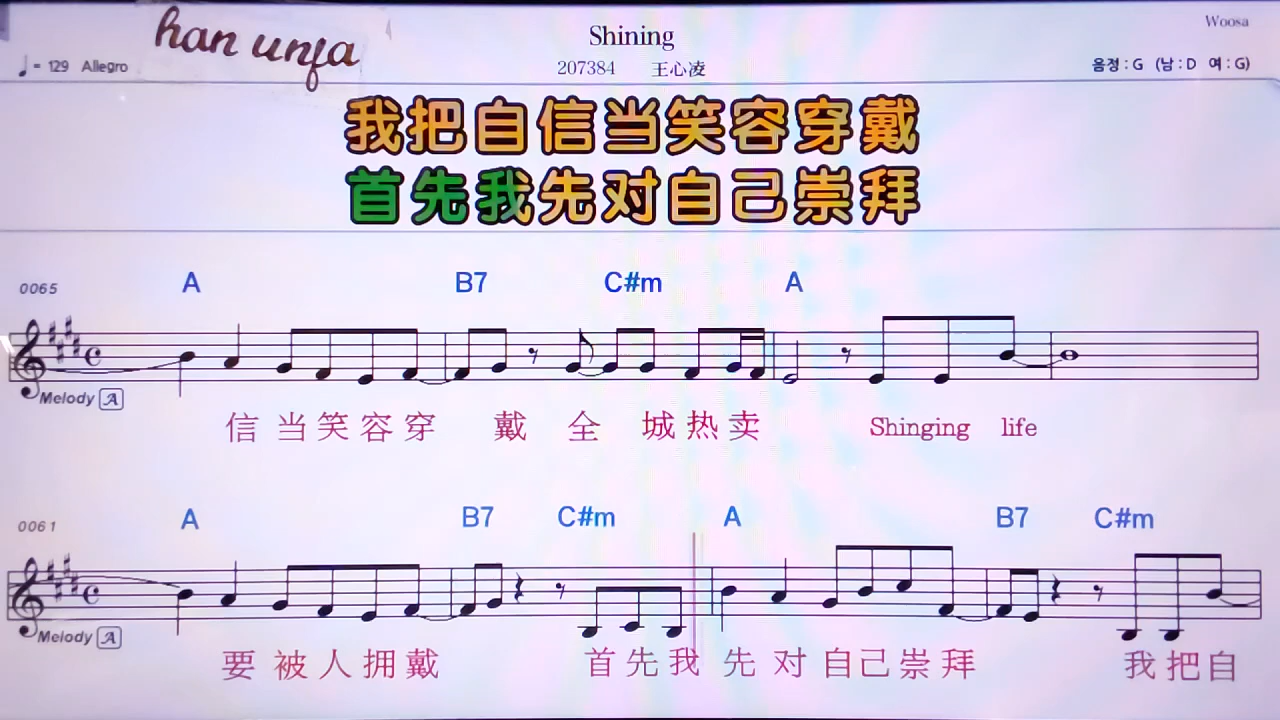 han unfa
Shining
Woosa
♩= 129 Allegro
207384 王心凌
음정 : G (남 : D 여 : G)
我把自信当笑容穿戴
首先我先对自己崇拜
0065 A B7 C#m A
Melody A
信当笑容穿 戴 全 城热卖 Shinging life
0061 A B7 C#m A B7 C#m
Melody A
要被人拥戴 首先我 先对自己崇拜 我把自